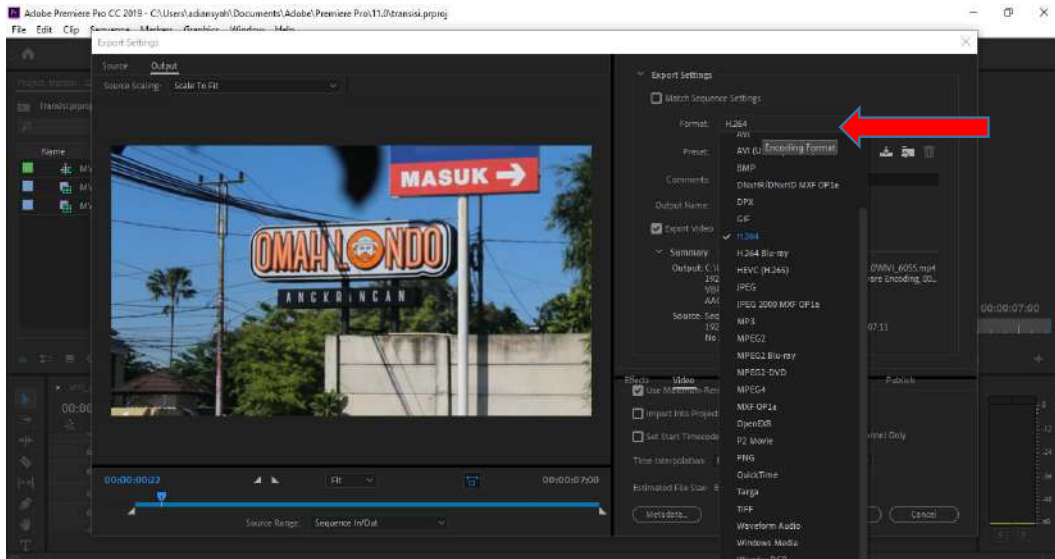 Adobe Premiere Pro CC 2019 - C:\Users\adiansyah\Documents\Adobe\Premiere Pro\11.0\transisi.prproj
File Edit Clip Sequence Markers Graphics Window Help
Export Settings
Source Output
Source Scaling: Scale To Fit
Export Settings
Match Sequence Settings
Format: H.264
Encoding Format
Preset:
Comments:
Output Name:
Export Video
Summary
Output: C:\
Source:
AVI
BMP
DNxHR/DNxHD MXF OP1a
DPX
GIF
H.264
H.264 Blu-ray
HEVC (H.265)
JPEG
JPEG 2000 MXF OP1a
MP3
MPEG2
MPEG2 Blu-ray
MPEG2-DVD
MPEG4
MXF OP1a
OpenEXR
P2 Movie
PNG
QuickTime
Targa
TIFF
Waveform Audio
Windows Media
Name
MASUK
OMAH LONDO
ANGKRINGAN
00:00:07:00
Effects Video
Publish
Import Into Project
Set Start Timecode
Time Interpolation:
Estimated File Size:
Metadata...
Cancel
00:00:00:22
Fit
00:00:07:00
Source Range: Sequence In/Out